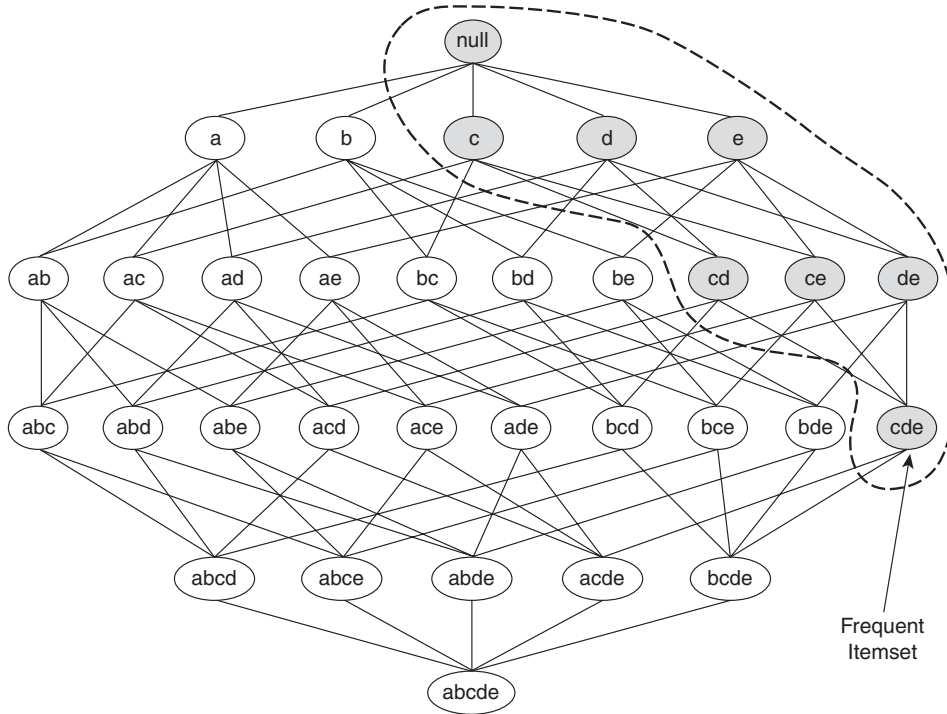 null
a b c d e
ab ac ad ae bc bd be cd ce de
abc abd abe acd ace ade bcd bce bde cde
abcd abce abde acde bcde
Frequent
Itemset
abcde